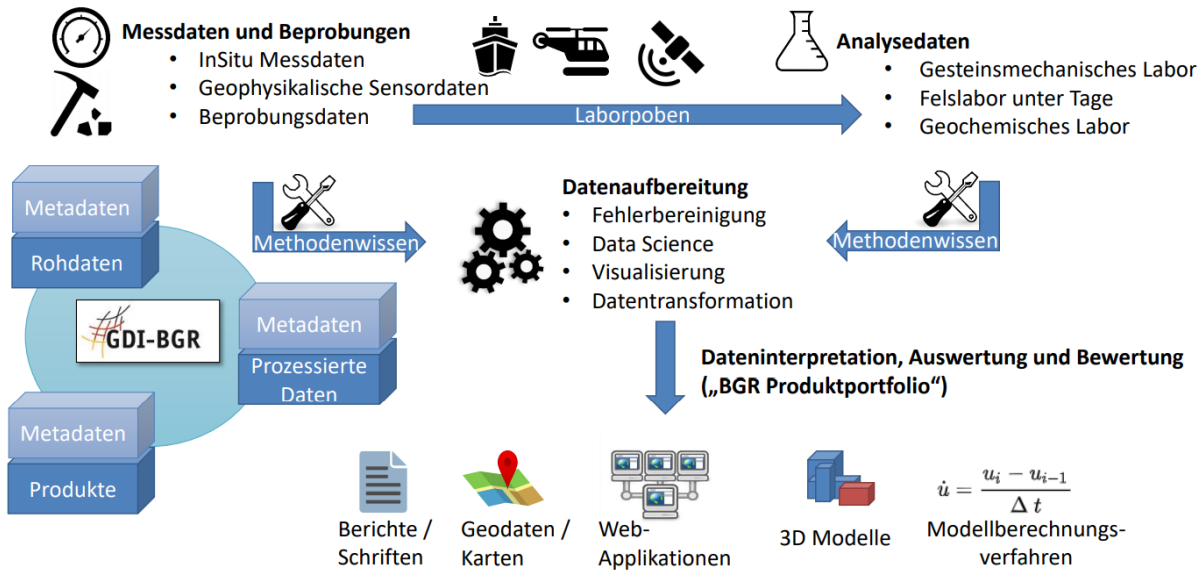 Messdaten und Beprobungen
• InSitu Messdaten
• Geophysikalische Sensordaten
• Beprobungsdaten
Laborpoben
Analysedaten
• Gesteinsmechanisches Labor
• Felslabor unter Tage
• Geochemisches Labor
Metadaten
Rohdaten
GDI-BGR
Metadaten
Prozessierte
Daten
Metadaten
Produkte
Methodenwissen
Datenaufbereitung
• Fehlerbereinigung
• Data Science
• Visualisierung
• Datentransformation
Methodenwissen
Dateninterpretation, Auswertung und Bewertung
(„BGR Produktportfolio“)
Berichte /
Schriften
Geodaten /
Karten
Web-
Applikationen
3D Modelle
u̇ = (u_i − u_{i−1}) / Δ t
Modellberechnungs-
verfahren